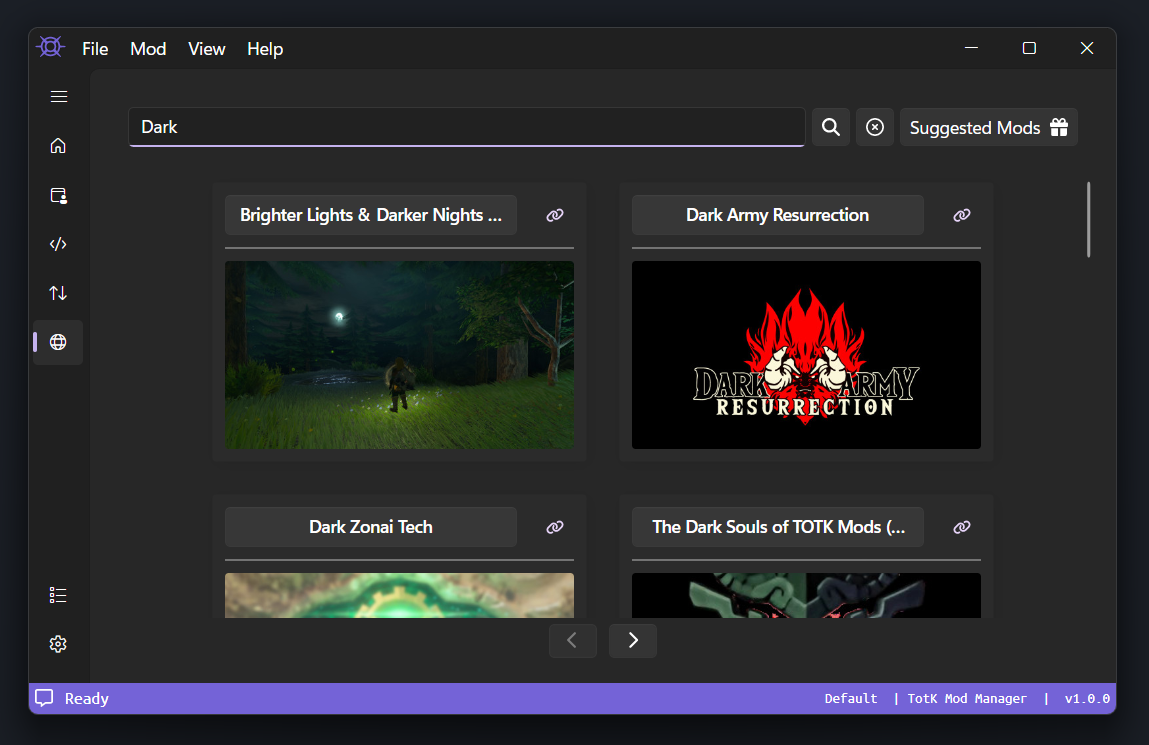 File Mod View Help
Dark
Suggested Mods
Brighter Lights & Darker Nights ...
Dark Army Resurrection
DARK ARMY
RESURRECTION
Dark Zonai Tech
The Dark Souls of TOTK Mods (...
Ready
Default | TotK Mod Manager | v1.0.0